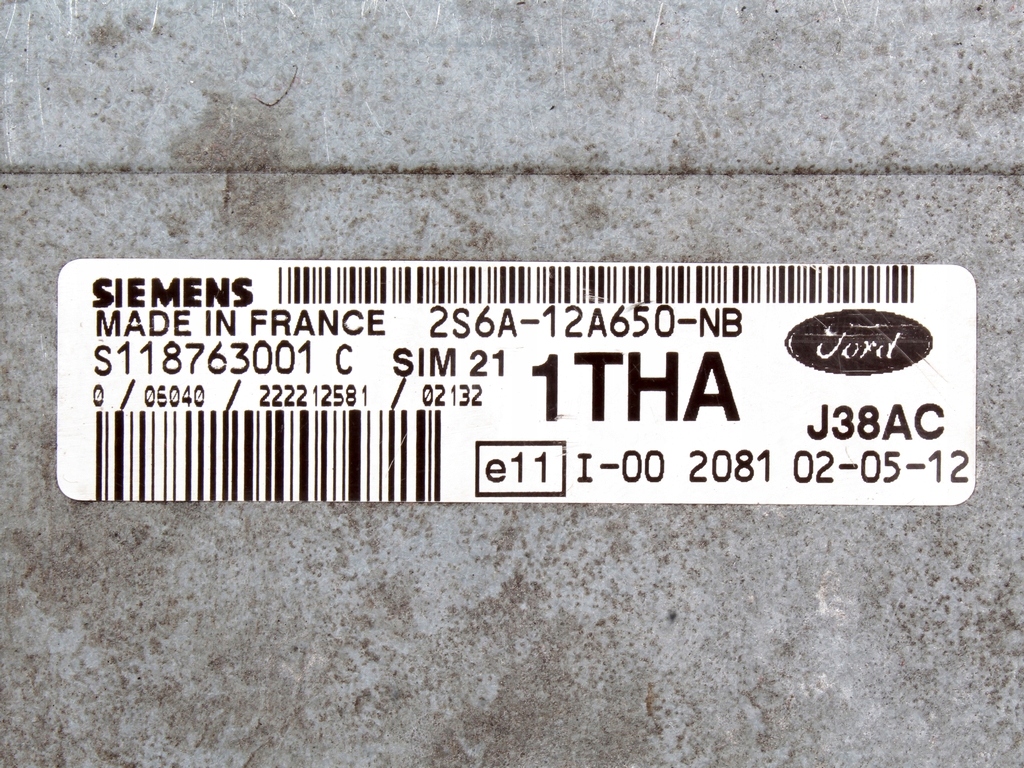 SIEMENS
MADE IN FRANCE 2S6A-12A650-NB
Ford
S118763001 C SIM 21 1THA
0 / 06040 / 222212581 / 02132
J38AC
e11 I-00 2081 02-05-12